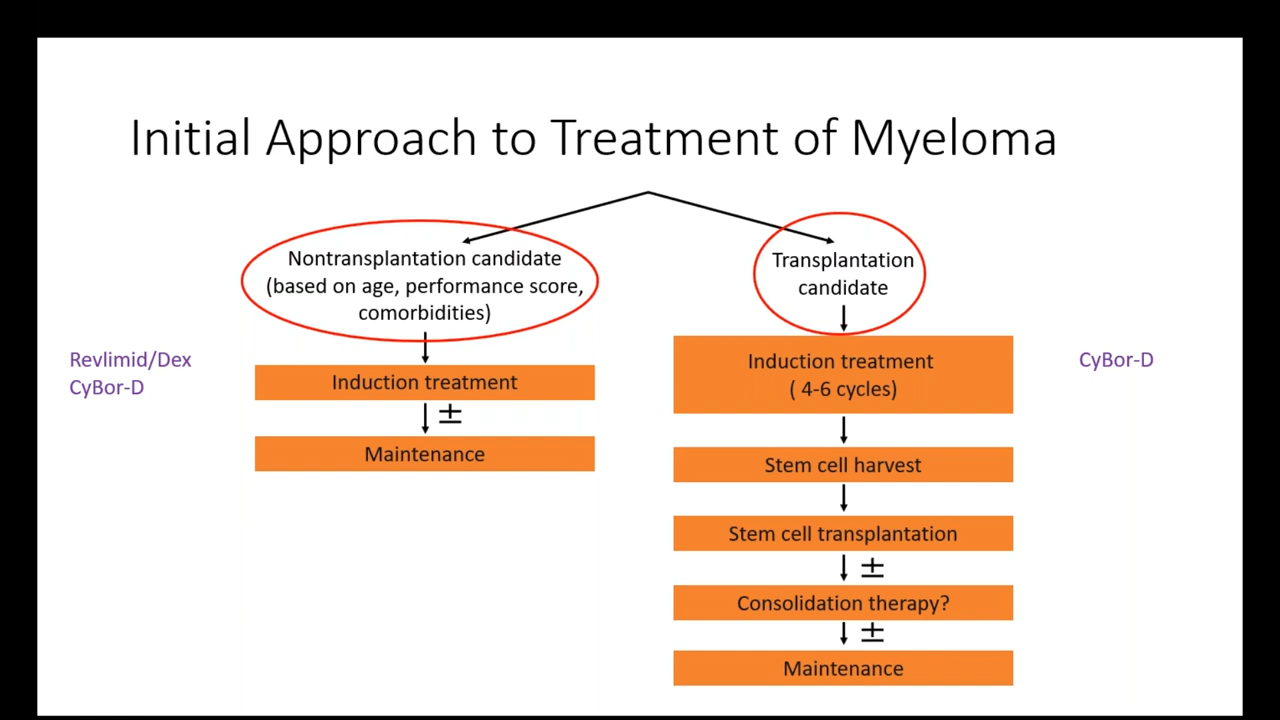 Initial Approach to Treatment of Myeloma
Nontransplantation candidate
(based on age, performance score,
comorbidities)
Revlimid/Dex
CyBor-D
Induction treatment
±
Maintenance
Transplantation
candidate
Induction treatment
( 4-6 cycles)
CyBor-D
Stem cell harvest
Stem cell transplantation
±
Consolidation therapy?
±
Maintenance